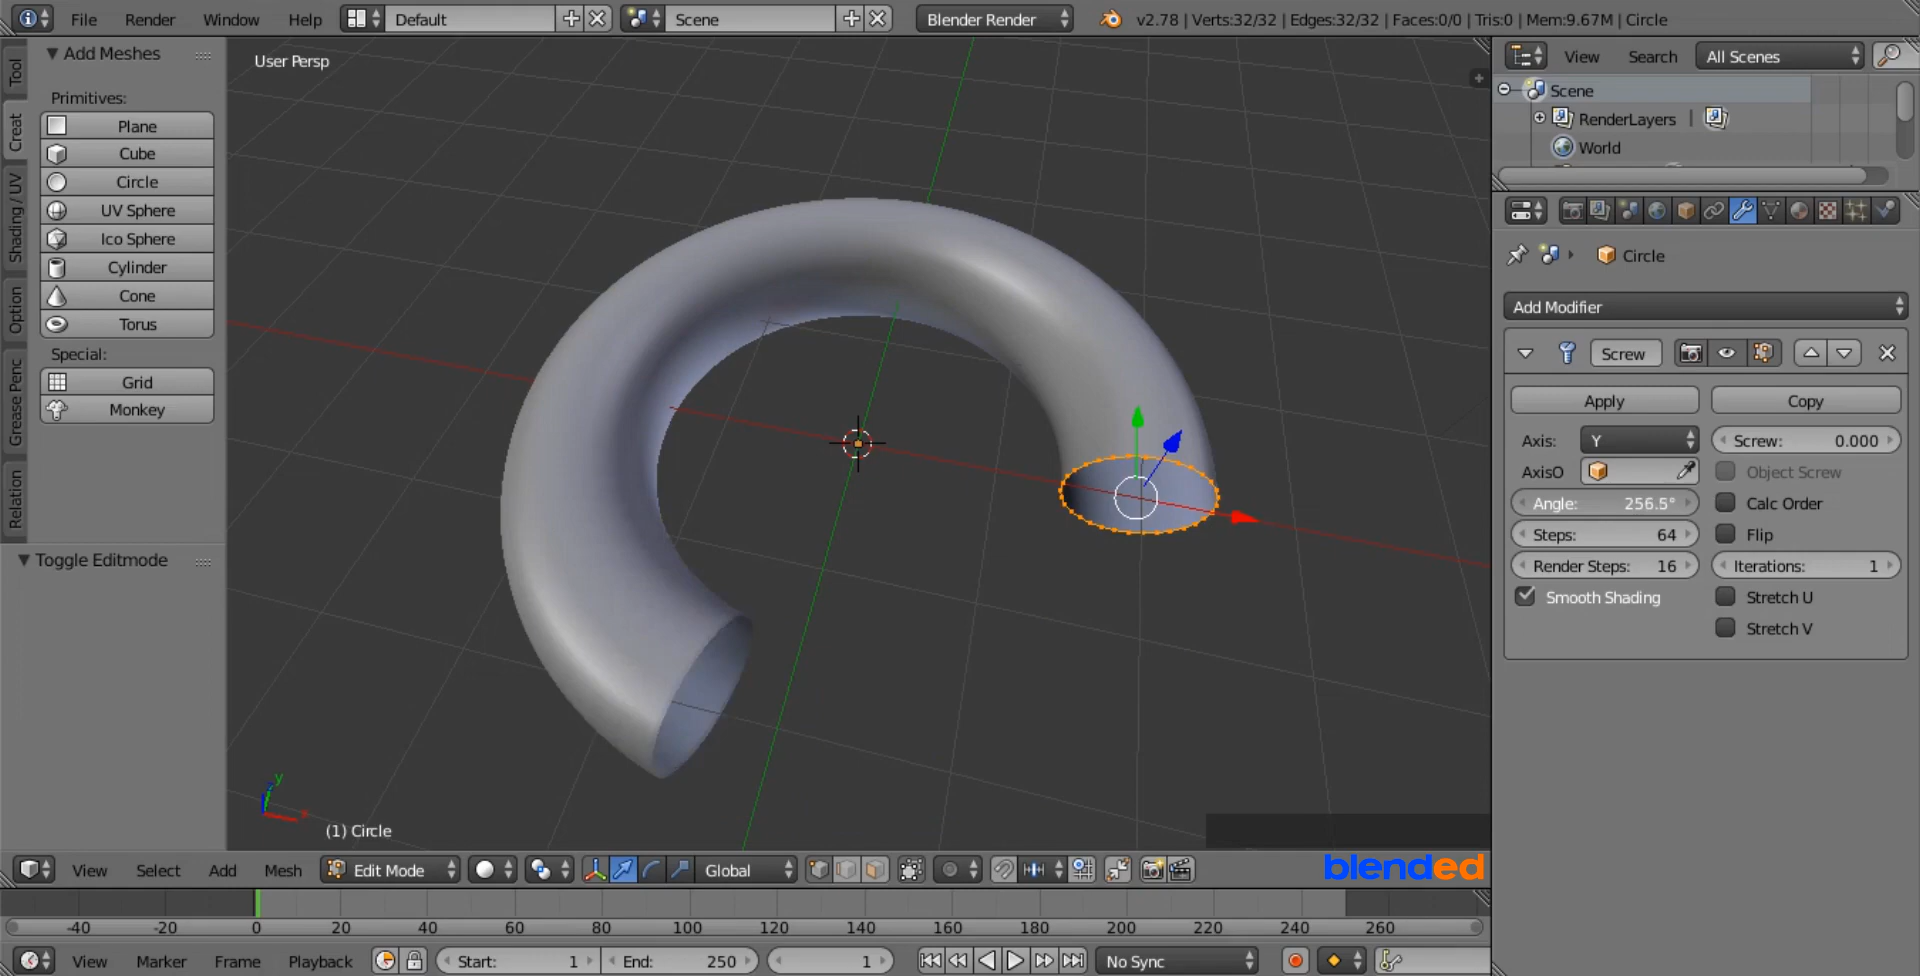 File Render Window Help Default Scene Blender Render v2.78 | Verts:32/32 | Edges:32/32 | Faces:0/0 | Tris:0 | Mem:9.67M | Circle
Tool
Creat
Shading / UV
Option
Grease Penc
Relation
Add Meshes
Primitives:
Plane
Cube
Circle
UV Sphere
Ico Sphere
Cylinder
Cone
Torus
Special:
Grid
Monkey
Toggle Editmode
User Persp
y
x
(1) Circle
View Search All Scenes
Scene
RenderLayers |
World
Circle
Add Modifier
Screw
Apply Copy
Axis: Y Screw: 0.000
AxisO Object Screw
Angle: 256.5° Calc Order
Steps: 64 Flip
Render Steps: 16 Iterations: 1
Smooth Shading Stretch U
Stretch V
View Select Add Mesh Edit Mode Global
blended
-40 -20 0 20 40 60 80 100 120 140 160 180 200 220 240 260
View Marker Frame Playback Start: 1 End: 250 1 No Sync